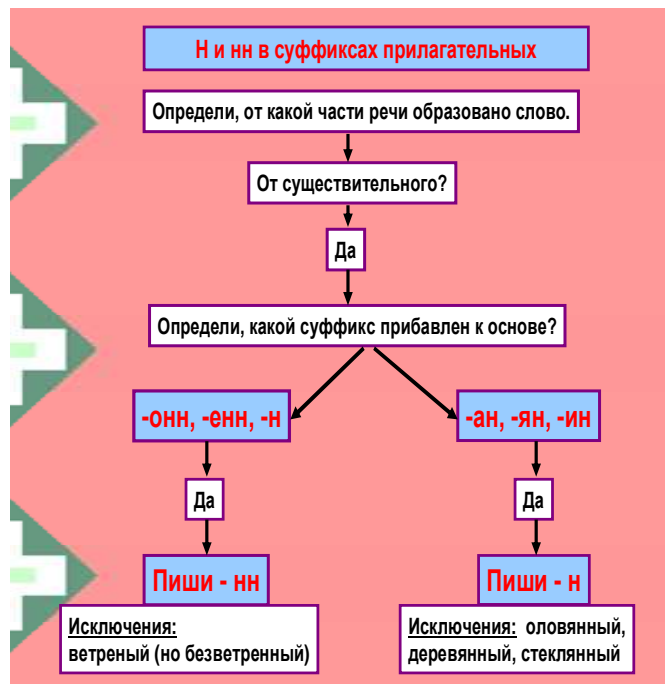 Н и нн в суффиксах прилагательных
Определи, от какой части речи образовано слово.
От существительного?
Да
Определи, какой суффикс прибавлен к основе?
-онн, -енн, -н
-ан, -ян, -ин
Да
Да
Пиши - нн
Пиши - н
Исключения:
ветреный (но безветренный)
Исключения: оловянный,
деревянный, стеклянный